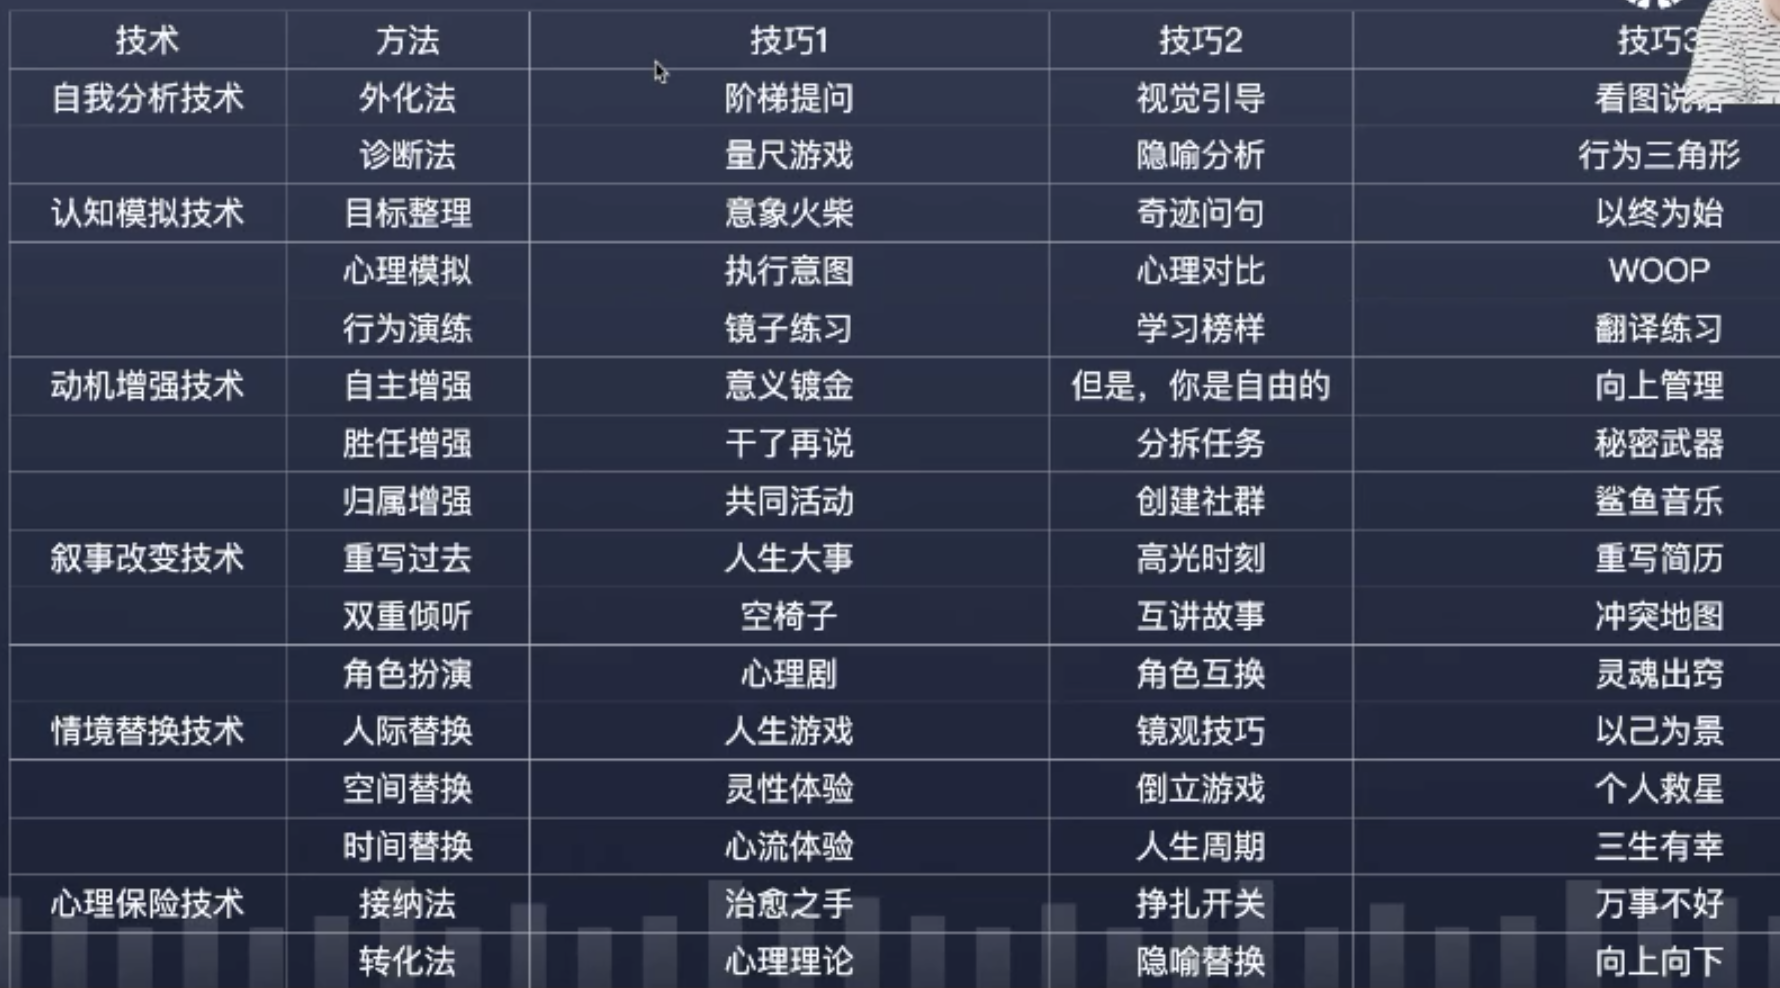 技术 方法 技巧1 技巧2 技巧3
自我分析技术 外化法 阶梯提问 视觉引导 看图说话
诊断法 量尺游戏 隐喻分析 行为三角形
认知模拟技术 目标整理 意象火柴 奇迹问句 以终为始
心理模拟 执行意图 心理对比 WOOP
行为演练 镜子练习 学习榜样 翻译练习
动机增强技术 自主增强 意义镀金 但是，你是自由的 向上管理
胜任增强 干了再说 分拆任务 秘密武器
归属增强 共同活动 创建社群 鲨鱼音乐
叙事改变技术 重写过去 人生大事 高光时刻 重写简历
双重倾听 空椅子 互讲故事 冲突地图
角色扮演 心理剧 角色互换 灵魂出窍
情境替换技术 人际替换 人生游戏 镜观技巧 以己为景
空间替换 灵性体验 倒立游戏 个人救星
时间替换 心流体验 人生周期 三生有幸
心理保险技术 接纳法 治愈之手 挣扎开关 万事不好
转化法 心理理论 隐喻替换 向上向下